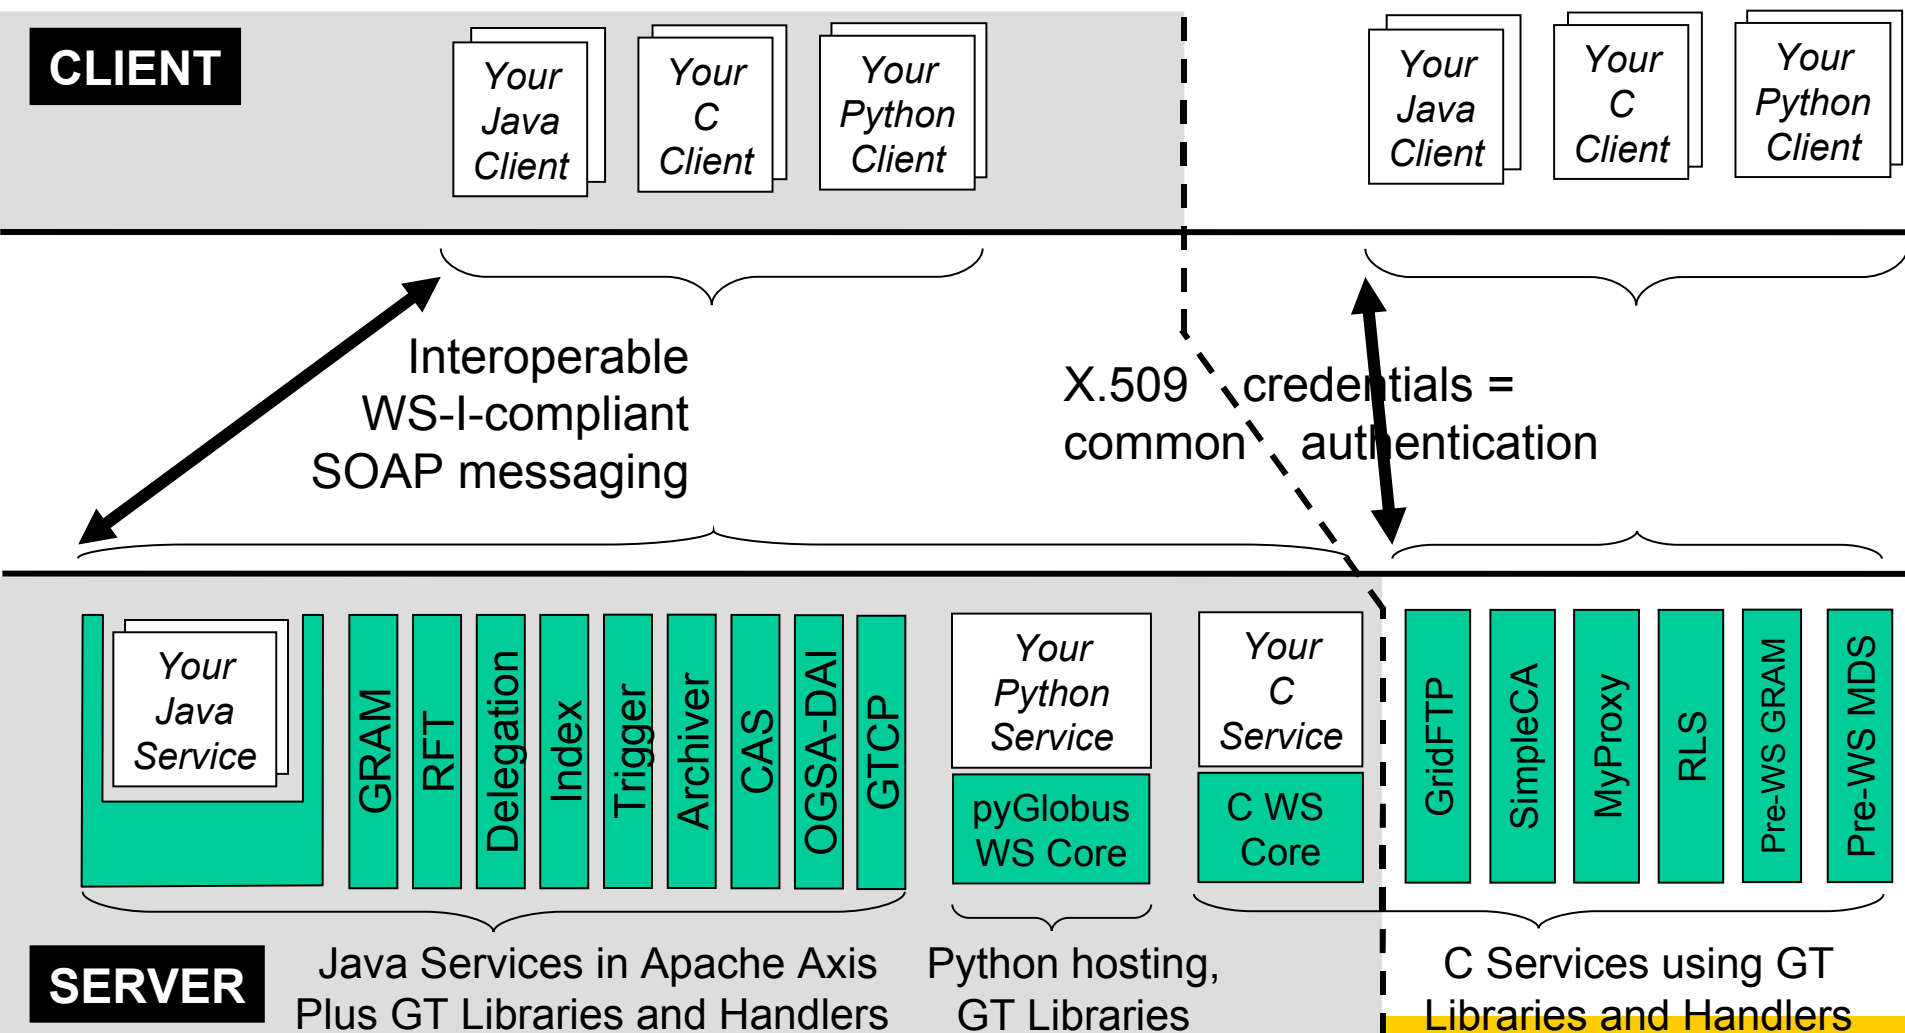 CLIENT
Your
Java
Client
Your
C
Client
Your
Python
Client
Your
Java
Client
Your
C
Client
Your
Python
Client
Interoperable
WS-I-compliant
SOAP messaging
X.509 credentials =
common authentication
Your
Java
Service
GRAM
RFT
Delegation
Index
Trigger
Archiver
CAS
OGSA-DAI
GTCP
Your
Python
Service
pyGlobus
WS Core
Your
C
Service
C WS
Core
GridFTP
SimpleCA
MyProxy
RLS
Pre-WS GRAM
Pre-WS MDS
SERVER
Java Services in Apache Axis
Plus GT Libraries and Handlers
Python hosting,
GT Libraries
C Services using GT
Libraries and Handlers